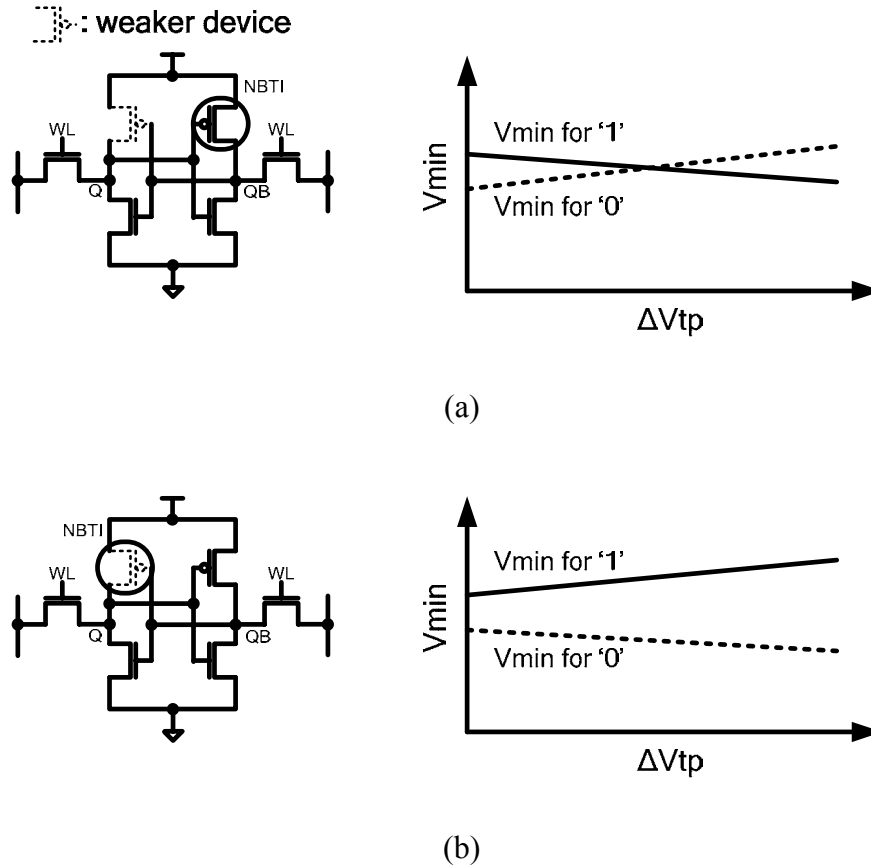 : weaker device
NBTI
WL
WL
Q
QB
Vmin
Vmin for ‘1’
Vmin for ‘0’
ΔVtp
(a)
NBTI
WL
WL
Q
QB
Vmin
Vmin for ‘1’
Vmin for ‘0’
ΔVtp
(b)